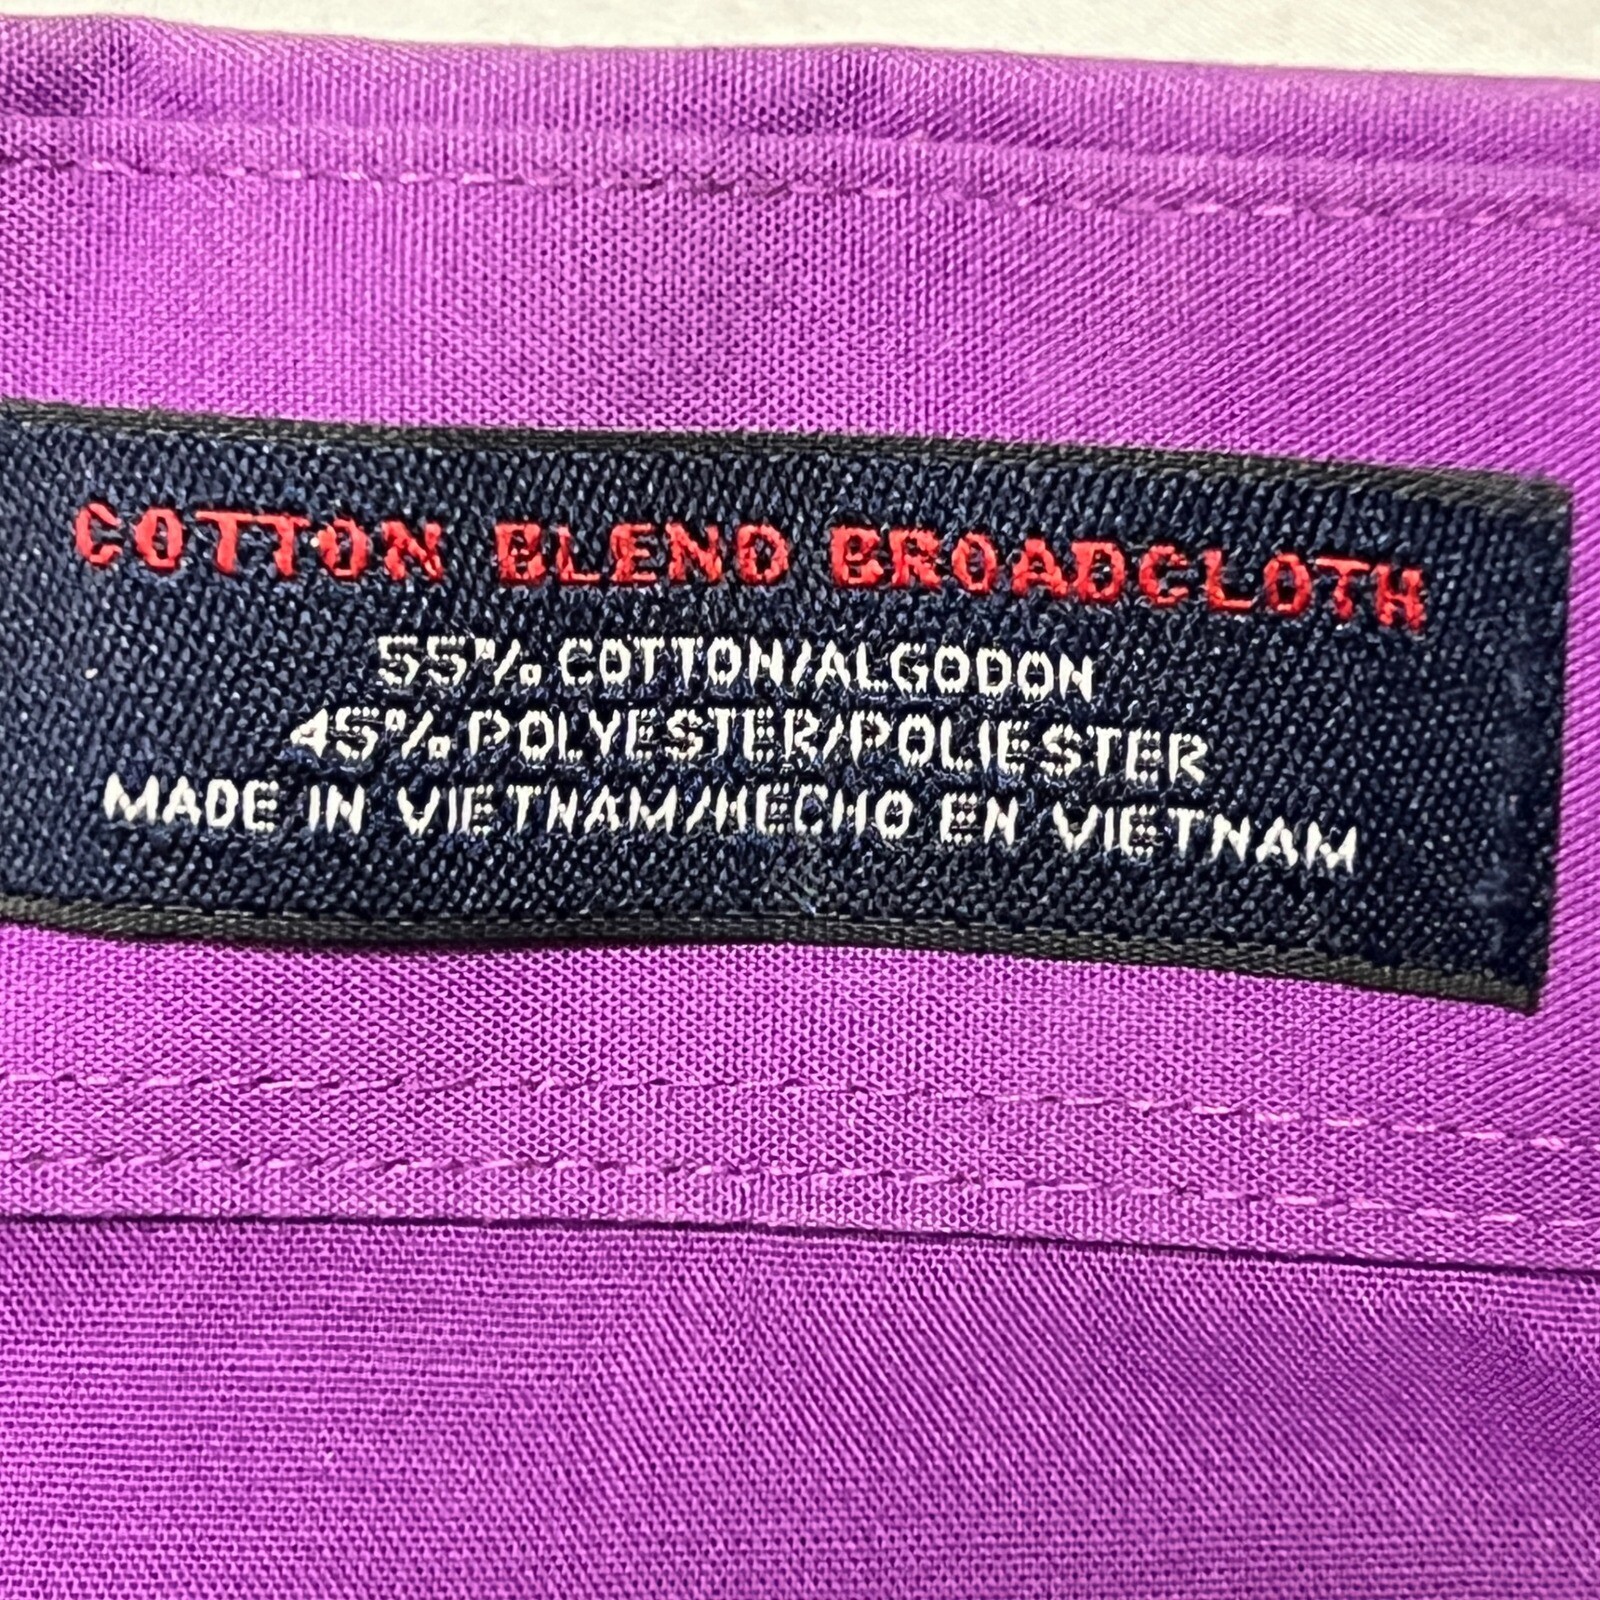 COTTON BLEND BROADCLOTH
55% COTTON/ALGODON
45% POLYESTER/POLIESTER
MADE IN VIETNAM/HECHO EN VIETNAM